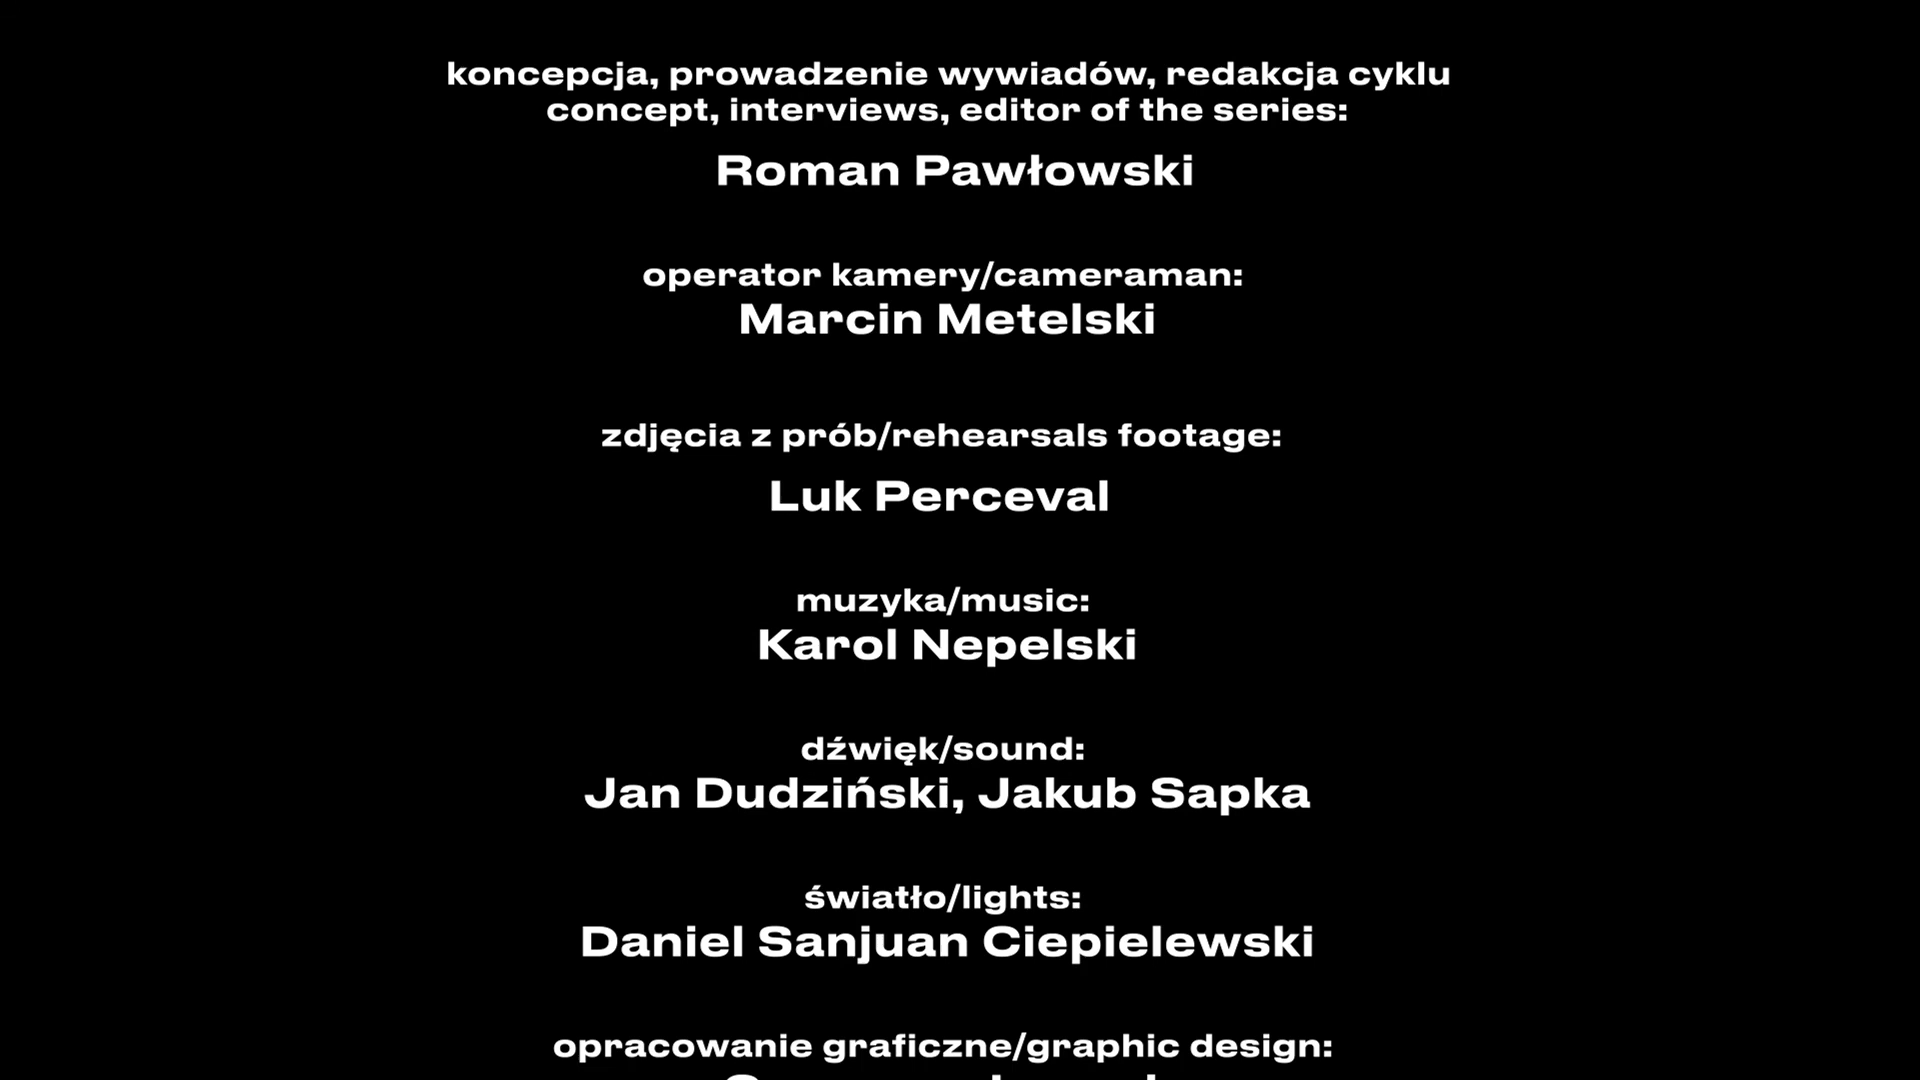 koncepcja, prowadzenie wywiadów, redakcja cyklu
concept, interviews, editor of the series:
Roman Pawłowski
operator kamery/cameraman:
Marcin Metelski
zdjęcia z prób/rehearsals footage:
Luk Perceval
muzyka/music:
Karol Nepelski
dźwięk/sound:
Jan Dudziński, Jakub Sapka
światło/lights:
Daniel Sanjuan Ciepielewski
opracowanie graficzne/graphic design: